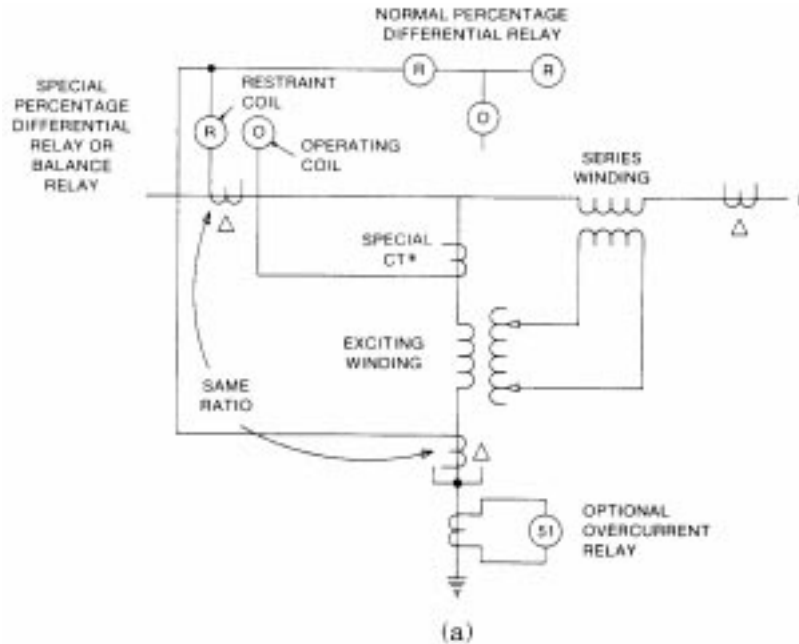 NORMAL PERCENTAGE
DIFFERENTIAL RELAY
SPECIAL
PERCENTAGE
DIFFERENTIAL
RELAY OR
BALANCE
RELAY
RESTRAINT
COIL
R
R
O
R
O
OPERATING
COIL
SERIES
WINDING
SPECIAL
CT*
EXCITING
WINDING
SAME
RATIO
51
OPTIONAL
OVERCURRENT
RELAY
(a)